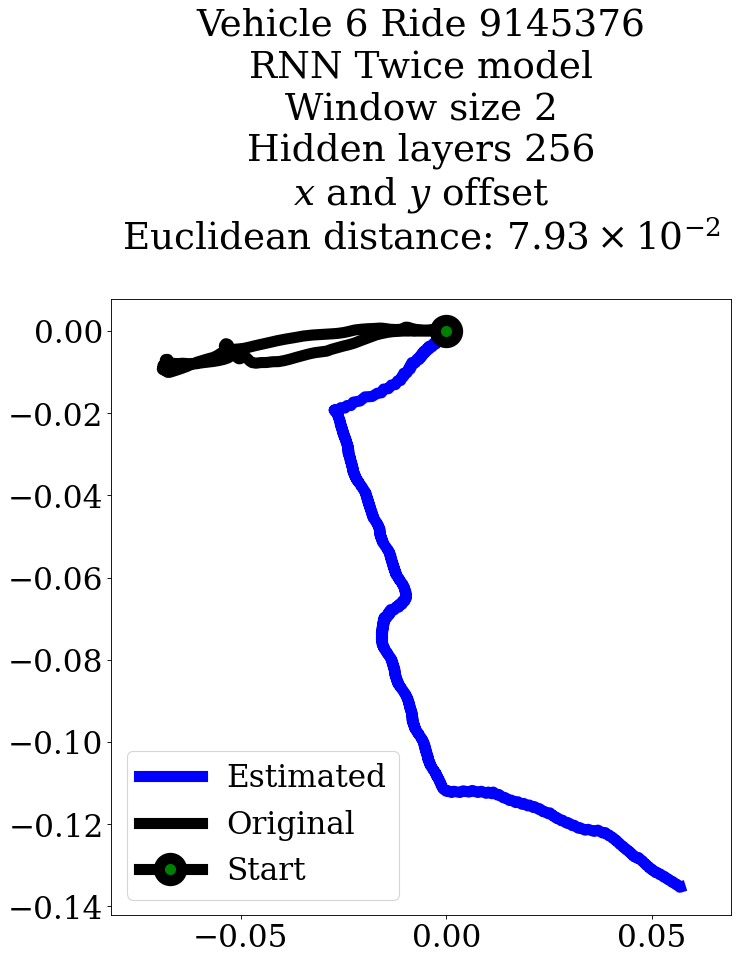 Vehicle 6 Ride 9145376
RNN Twice model
Window size 2
Hidden layers 256
x and y offset
Euclidean distance: 7.93 × 10⁻²
0.00
−0.02
−0.04
−0.06
−0.08
−0.10
−0.12
−0.14
Estimated
Original
Start
−0.05
0.00
0.05